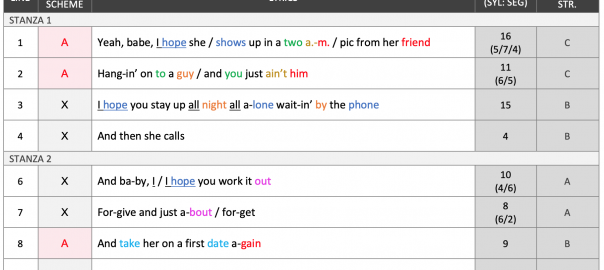 SCHEME (SYL: SEG) STR.
STANZA 1
1 A Yeah, babe, I hope she / shows up in a two a.-m. / pic from her friend 16 (5/7/4) C
2 A Hang-in’ on to a guy / and you just ain’t him 11 (6/5) C
3 X I hope you stay up all night all a-lone wait-in’ by the phone 15 B
4 X And then she calls 4 B
STANZA 2
6 X And ba-by, I / I hope you work it out 10 (4/6) A
7 X For-give and just a-bout / for-get 8 (6/2) A
8 A And take her on a first date a-gain 9 B